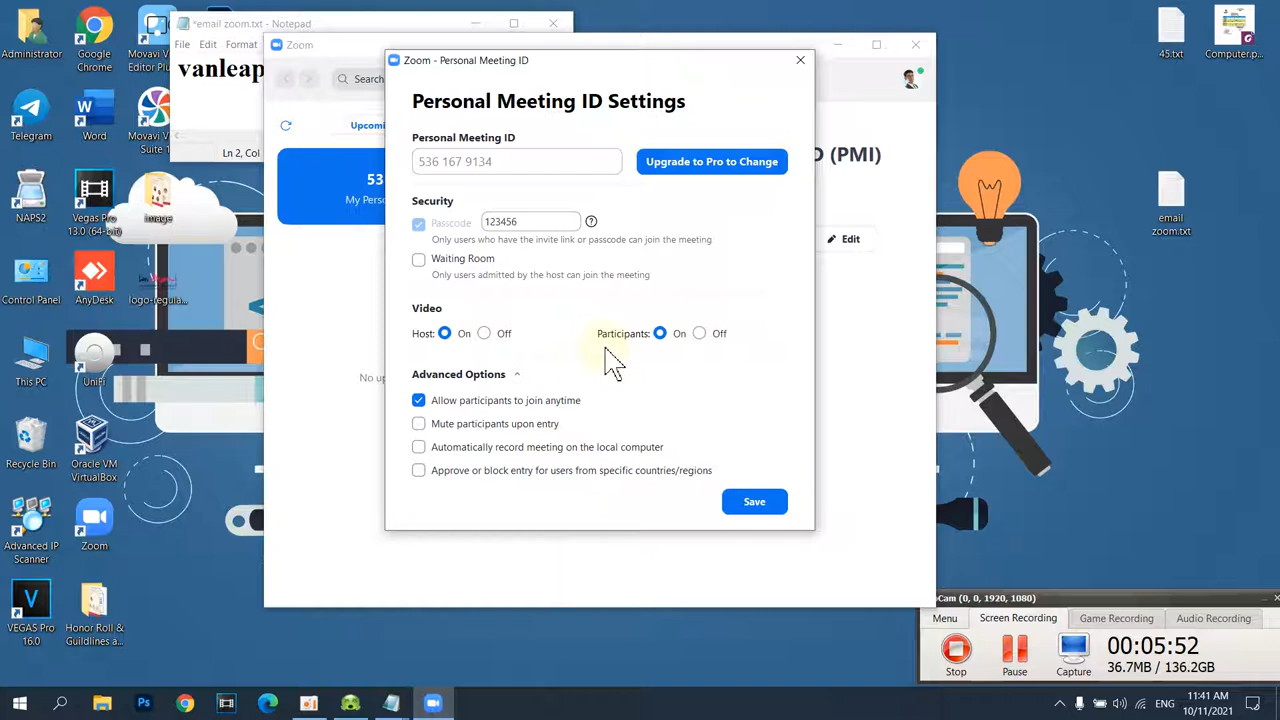 Administrator
Google
Chrome
Movavi Video
Editor Plu
Telegram
Word
Movavi
Suite 1
NAPS2
Vegas Pro
13.0 (64-bit)
Image
Control Panel
AnyDesk
logo-regula...
This PC
UniFi
Recycle Bin
Oracle VM
VirtualBox
Advanced IP
Scanner
Zoom
VEGAS Pro
16.0
Honor Roll &
Guildlines a...
*email zoom.txt - Notepad
File Edit Format
vanleap
Ln 2, Col
Zoom
Search
Upcomi
53
My Perso
No up
D (PMI)
Edit
Zoom - Personal Meeting ID
Personal Meeting ID Settings
Personal Meeting ID
536 167 9134
Upgrade to Pro to Change
Security
Passcode 123456
Only users who have the invite link or passcode can join the meeting
Waiting Room
Only users admitted by the host can join the meeting
Video
Host: On Off Participants: On Off
Advanced Options
Allow participants to join anytime
Mute participants upon entry
Automatically record meeting on the local computer
Approve or block entry for users from specific countries/regions
Save
45.txt
Computer.p...
email
zoom.txt
Cam (0, 0, 1920, 1080)
Menu Screen Recording Game Recording Audio Recording
Stop Pause Capture
00:05:52
36.7MB / 136.2GB
ENG
11:41 AM
10/11/2021